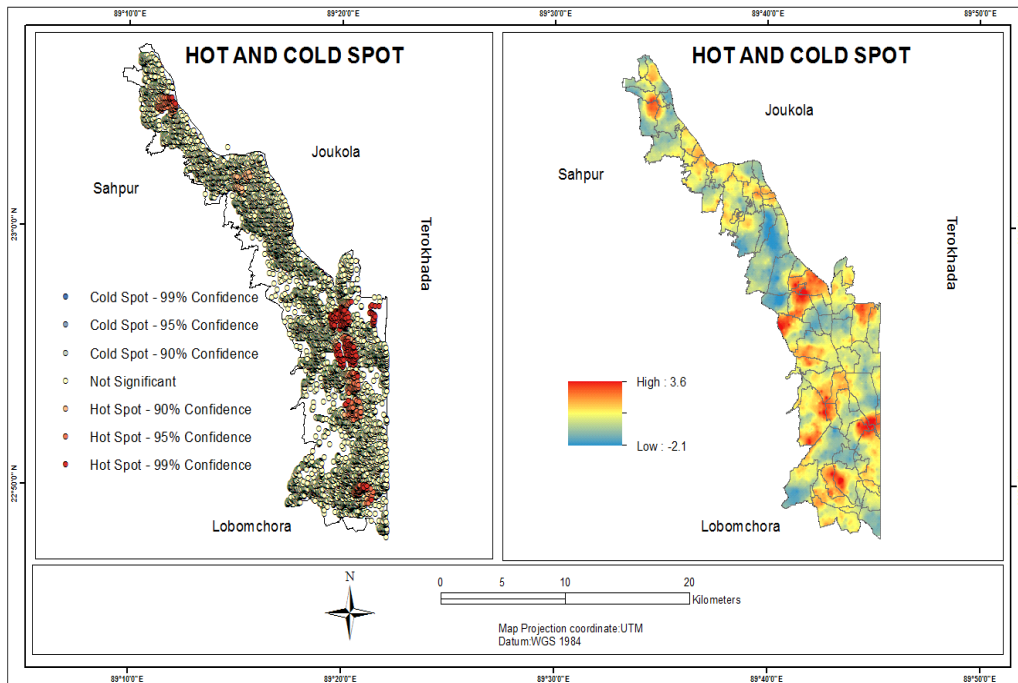 89°10'0"E 89°20'0"E 89°30'0"E 89°40'0"E 89°50'0"E
HOT AND COLD SPOT
Joukola
Sahpur
Terokhada
23°0'0"N
Cold Spot - 99% Confidence
Cold Spot - 95% Confidence
Cold Spot - 90% Confidence
Not Significant
Hot Spot - 90% Confidence
Hot Spot - 95% Confidence
Hot Spot - 99% Confidence
22°50'0"N
Lobomchora
HOT AND COLD SPOT
Joukola
Sahpur
Terokhada
High : 3.6
Low : -2.1
Lobomchora
N
0 5 10 20
Kilometers
Map Projection coordinate:UTM
Datum:WGS 1984
89°10'0"E 89°20'0"E 89°30'0"E 89°40'0"E 89°50'0"E